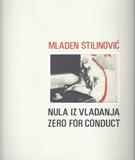 MLADEN STILINOVIĆ
NULA IZ VLADANJA
ZERO FOR CONDUCT